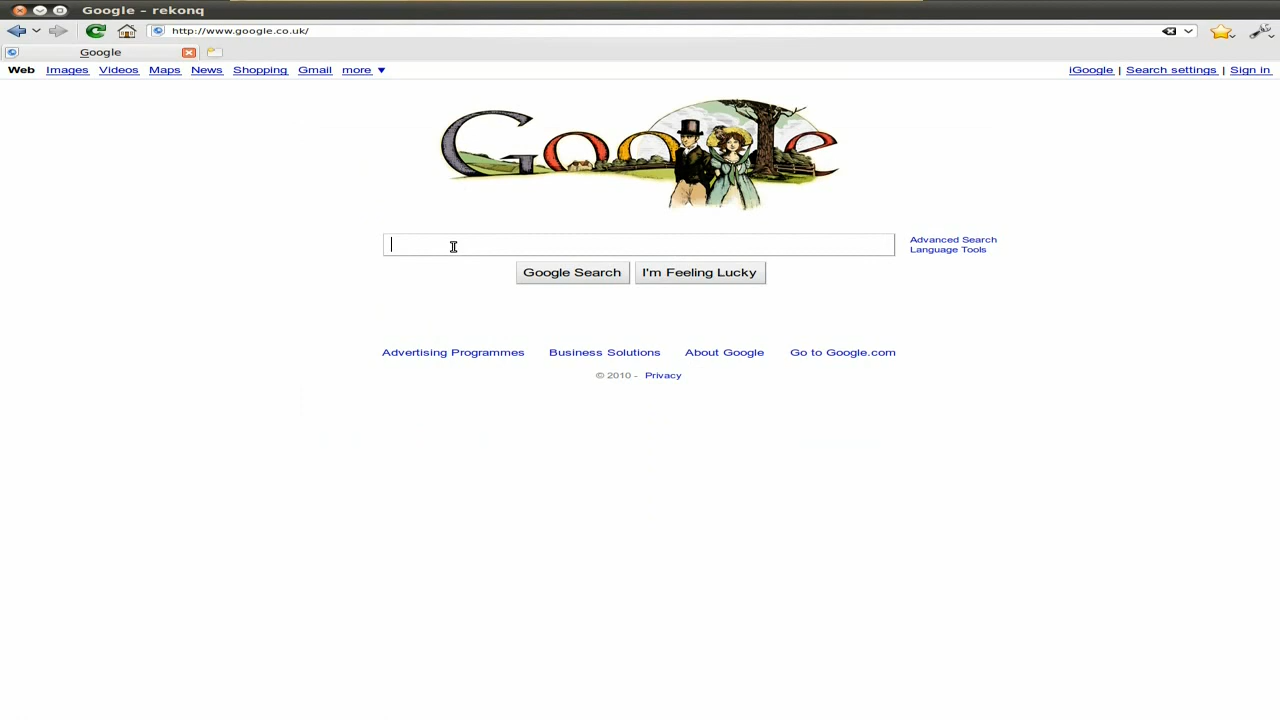 Google – rekonq
http://www.google.co.uk/
Google
Web Images Videos Maps News Shopping Gmail more ▼
iGoogle | Search settings | Sign in
Google
Advanced Search
Language Tools
Google Search I'm Feeling Lucky
Advertising Programmes Business Solutions About Google Go to Google.com
© 2010 - Privacy